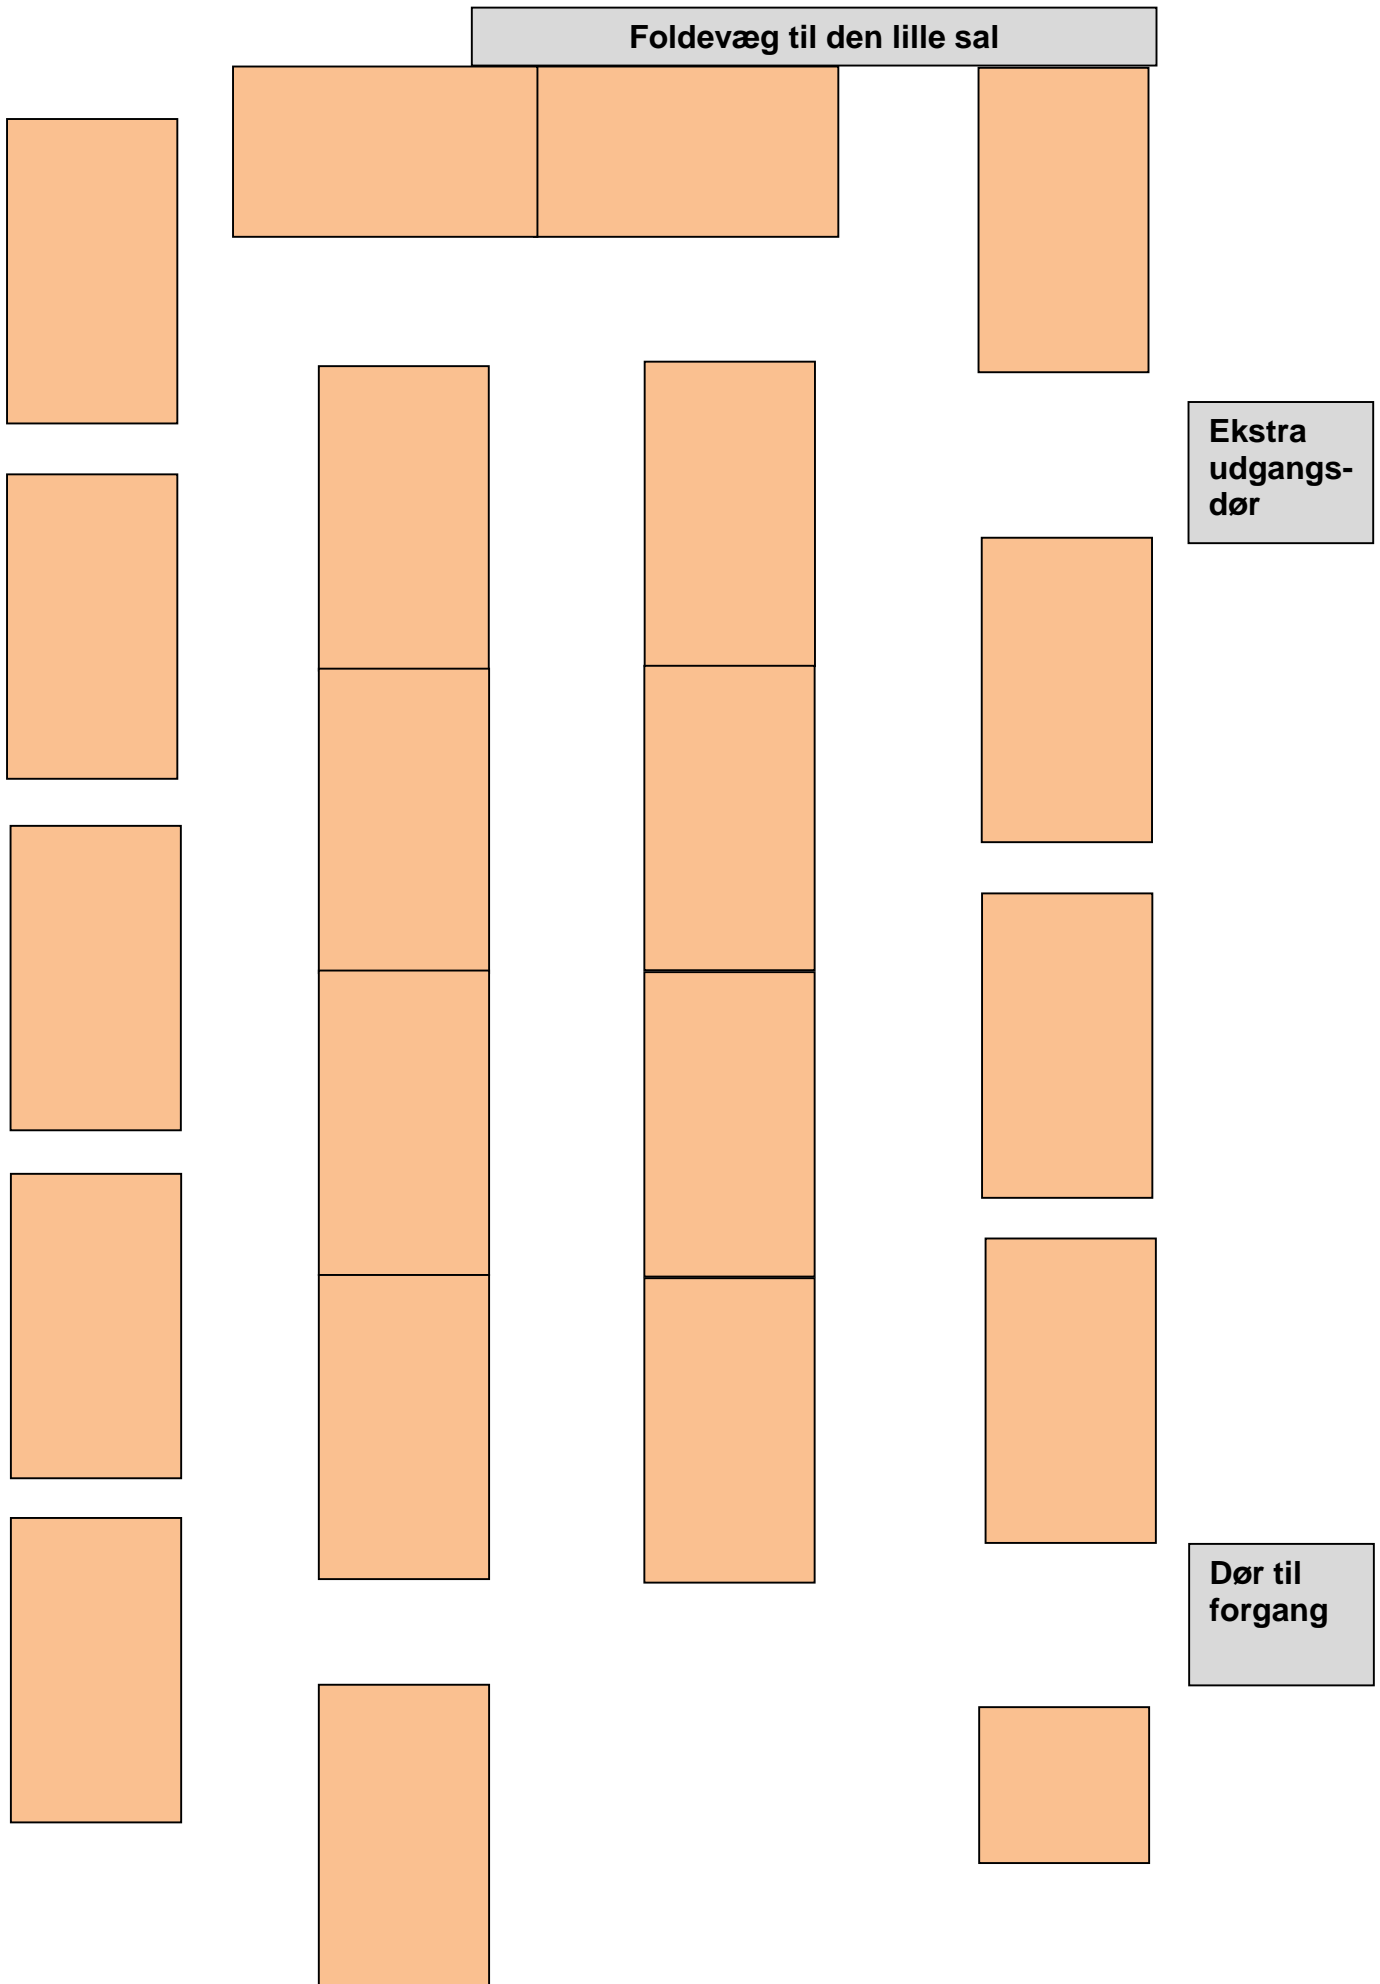 Foldevæg til den lille sal
Ekstra
udgangs-
dør
Dør til
forgang